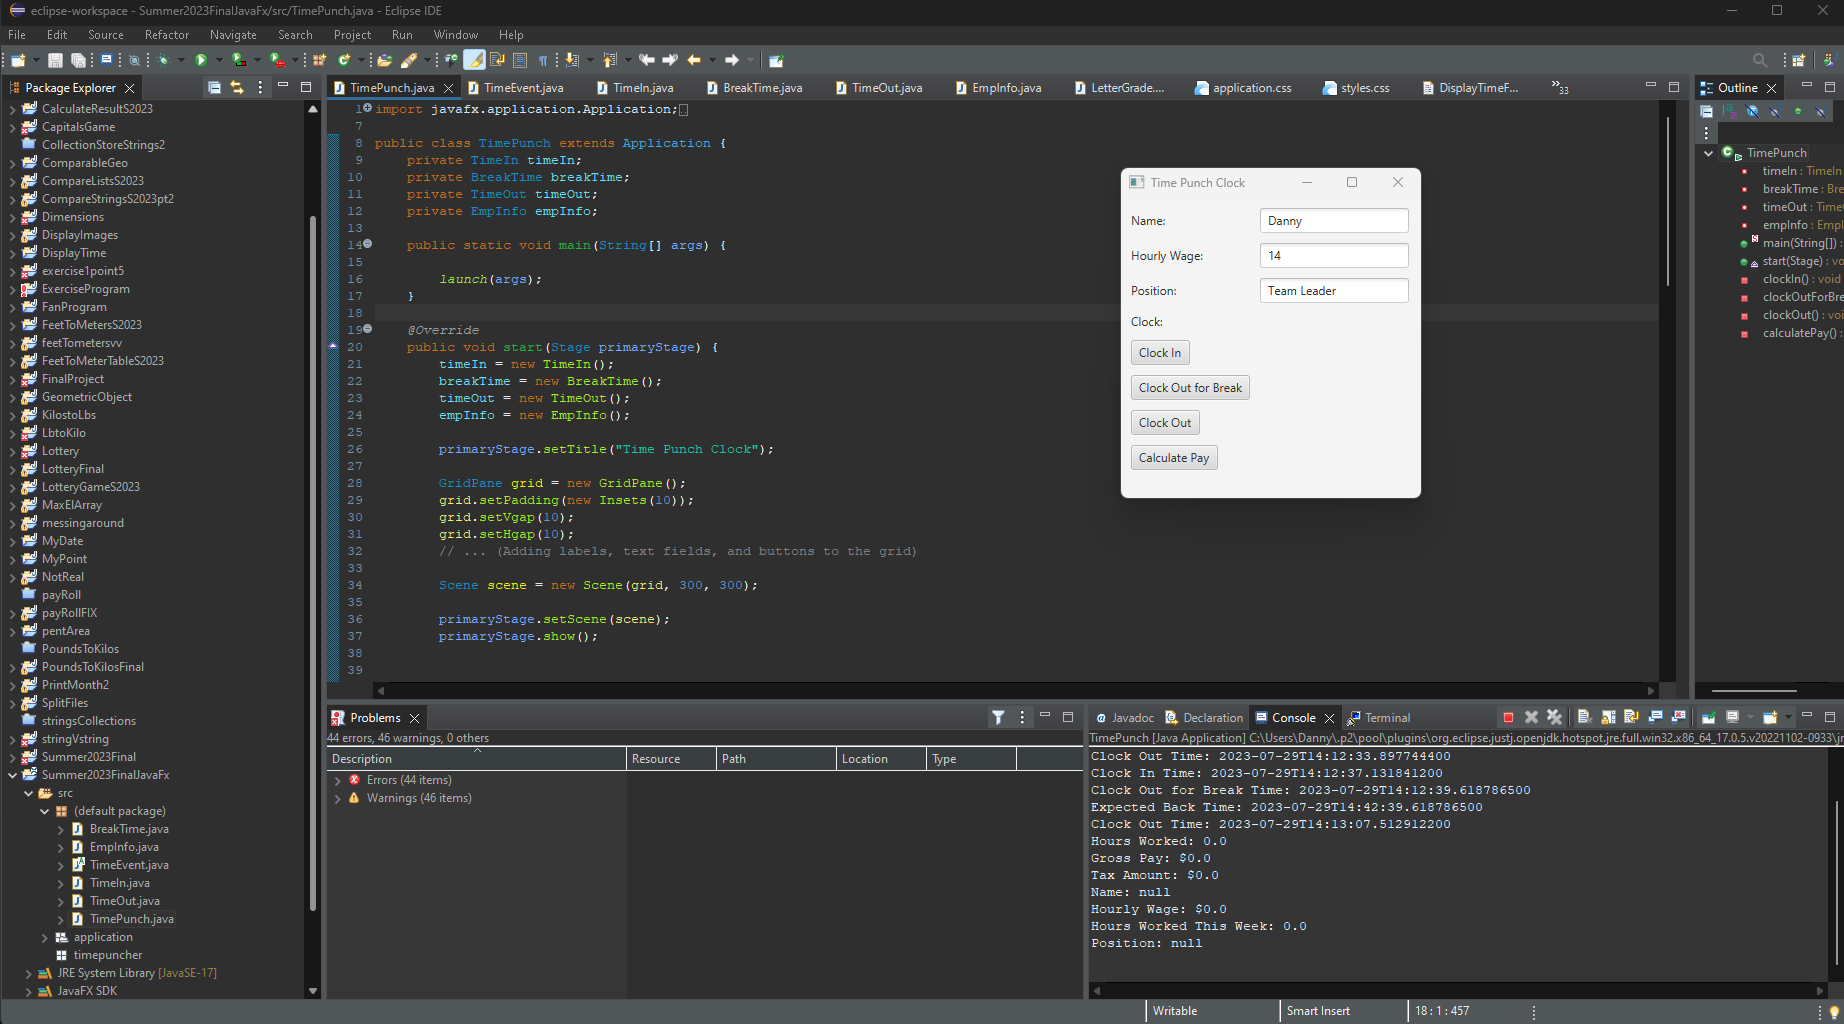 eclipse-workspace - Summer2023FinalJavaFx/src/TimePunch.java - Eclipse IDE
File Edit Source Refactor Navigate Search Project Run Window Help
Package Explorer
CalculateResultS2023
CapitalsGame
CollectionStoreStrings2
ComparableGeo
CompareListsS2023
CompareStringsS2023pt2
Dimensions
DisplayImages
DisplayTime
exercise1point5
ExerciseProgram
FanProgram
FeetToMetersS2023
feetTometersvv
FeetToMeterTableS2023
FinalProject
GeometricObject
KilostoLbs
LbtoKilo
Lottery
LotteryFinal
LotteryGameS2023
MaxElArray
messingaround
MyDate
MyPoint
NotReal
payRoll
payRollFIX
pentArea
PoundsToKilos
PoundsToKilosFinal
PrintMonth2
SplitFiles
stringsCollections
stringVstring
Summer2023Final
Summer2023FinalJavaFx
src
(default package)
BreakTime.java
EmpInfo.java
TimeEvent.java
TimeIn.java
TimeOut.java
TimePunch.java
application
timepuncher
JRE System Library [JavaSE-17]
JavaFX SDK
TimePunch.java TimeEvent.java TimeIn.java BreakTime.java TimeOut.java EmpInfo.java LetterGrade.... application.css styles.css DisplayTimeF... 33
1 import javafx.application.Application;
7
8 public class TimePunch extends Application {
9 private TimeIn timeIn;
10 private BreakTime breakTime;
11 private TimeOut timeOut;
12 private EmpInfo empInfo;
13
14 public static void main(String[] args) {
15
16 launch(args);
17 }
18
19 @Override
20 public void start(Stage primaryStage) {
21 timeIn = new TimeIn();
22 breakTime = new BreakTime();
23 timeOut = new TimeOut();
24 empInfo = new EmpInfo();
25
26 primaryStage.setTitle("Time Punch Clock");
27
28 GridPane grid = new GridPane();
29 grid.setPadding(new Insets(10));
30 grid.setVgap(10);
31 grid.setHgap(10);
32 // ... (Adding labels, text fields, and buttons to the grid)
33
34 Scene scene = new Scene(grid, 300, 300);
35
36 primaryStage.setScene(scene);
37 primaryStage.show();
38
39
Time Punch Clock
Name: Danny
Hourly Wage: 14
Position: Team Leader
Clock:
Clock In
Clock Out for Break
Clock Out
Calculate Pay
Outline
TimePunch
timeIn : TimeIn
breakTime : Bre
timeOut : Time
empInfo : Empl
main(String[]) :
start(Stage) : vo
clockIn() : void
clockOutForBre
clockOut() : voi
calculatePay() :
Problems
44 errors, 46 warnings, 0 others
Description Resource Path Location Type
Errors (44 items)
Warnings (46 items)
Javadoc Declaration Console Terminal
TimePunch [Java Application] C:\Users\Danny\.p2\pool\plugins\org.eclipse.justj.openjdk.hotspot.jre.full.win32.x86_64_17.0.5.v20221102-0933\jr
Clock Out Time: 2023-07-29T14:12:33.897744400
Clock In Time: 2023-07-29T14:12:37.131841200
Clock Out for Break Time: 2023-07-29T14:12:39.618786500
Expected Back Time: 2023-07-29T14:42:39.618786500
Clock Out Time: 2023-07-29T14:13:07.512912200
Hours Worked: 0.0
Gross Pay: $0.0
Tax Amount: $0.0
Name: null
Hourly Wage: $0.0
Hours Worked This Week: 0.0
Position: null
Writable Smart Insert 18 : 1 : 457